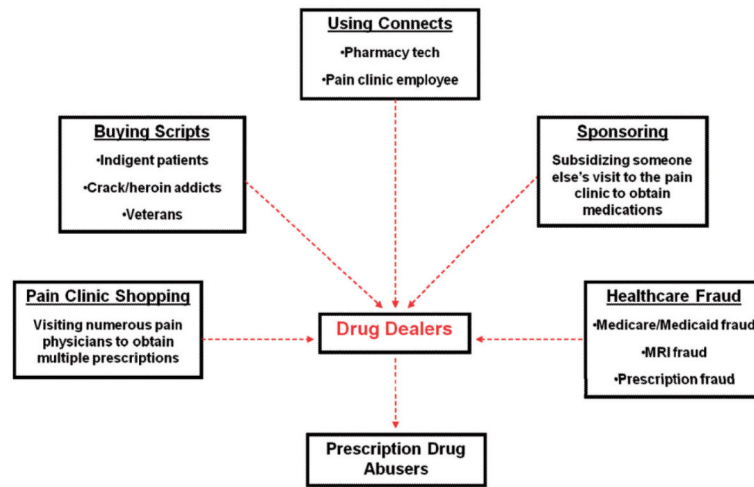 Using Connects
•Pharmacy tech
•Pain clinic employee
Buying Scripts
•Indigent patients
•Crack/heroin addicts
•Veterans
Sponsoring
Subsidizing someone
else's visit to the pain
clinic to obtain
medications
Pain Clinic Shopping
Visiting numerous pain
physicians to obtain
multiple prescriptions
Drug Dealers
Healthcare Fraud
•Medicare/Medicaid fraud
•MRI fraud
•Prescription fraud
Prescription Drug
Abusers